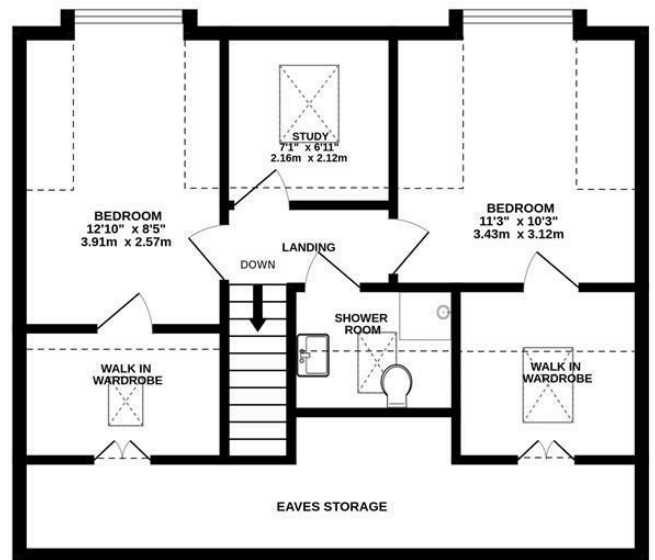 STUDY
7'1" x 6'11"
2.16m x 2.12m
BEDROOM
12'10" x 8'5"
3.91m x 2.57m
BEDROOM
11'3" x 10'3"
3.43m x 3.12m
LANDING
DOWN
SHOWER
ROOM
WALK IN
WARDROBE
WALK IN
WARDROBE
EAVES STORAGE